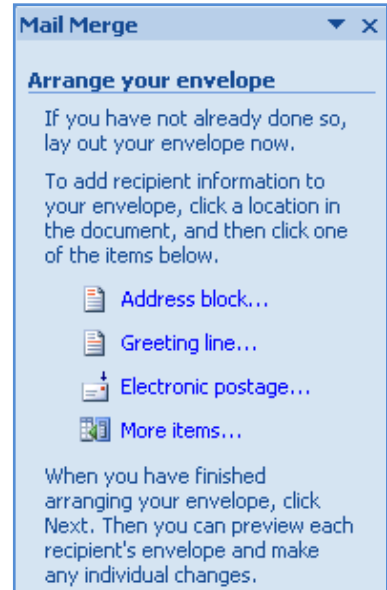 Mail Merge
Arrange your envelope
If you have not already done so,
lay out your envelope now.
To add recipient information to
your envelope, click a location in
the document, and then click one
of the items below.
Address block...
Greeting line...
Electronic postage...
More items...
When you have finished
arranging your envelope, click
Next. Then you can preview each
recipient's envelope and make
any individual changes.